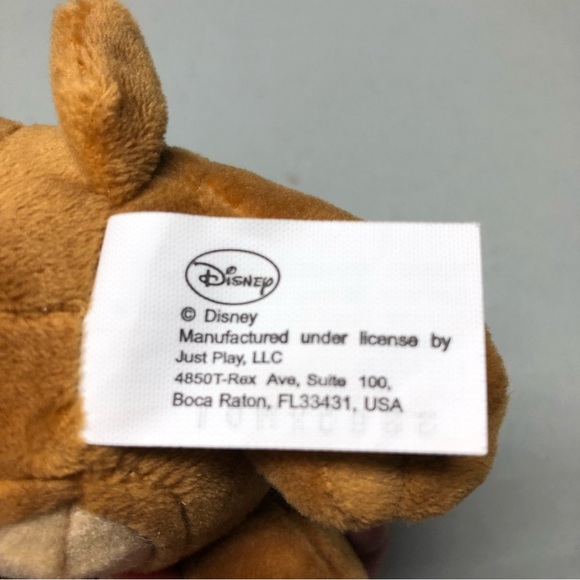 Disney
© Disney
Manufactured under license by
Just Play, LLC
4850T-Rex Ave, Suite 100,
Boca Raton, FL33431, USA